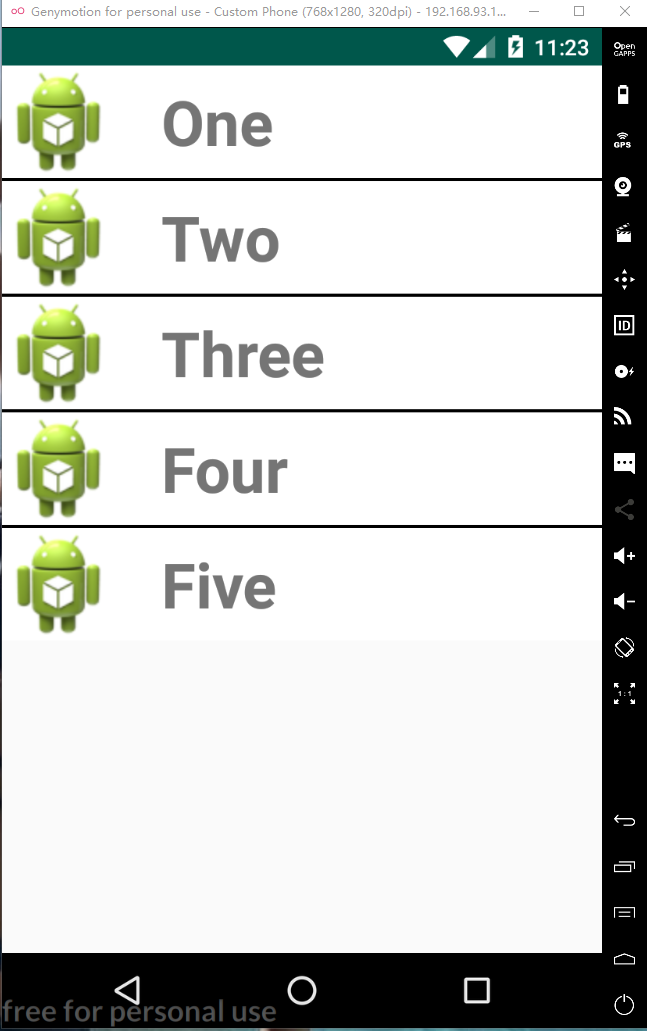 Genymotion for personal use - Custom Phone (768x1280, 320dpi) - 192.168.93.1...
11:23
Open
GAPPS
One
GPS
Two
Three
ID
Four
Five
1:1
free for personal use